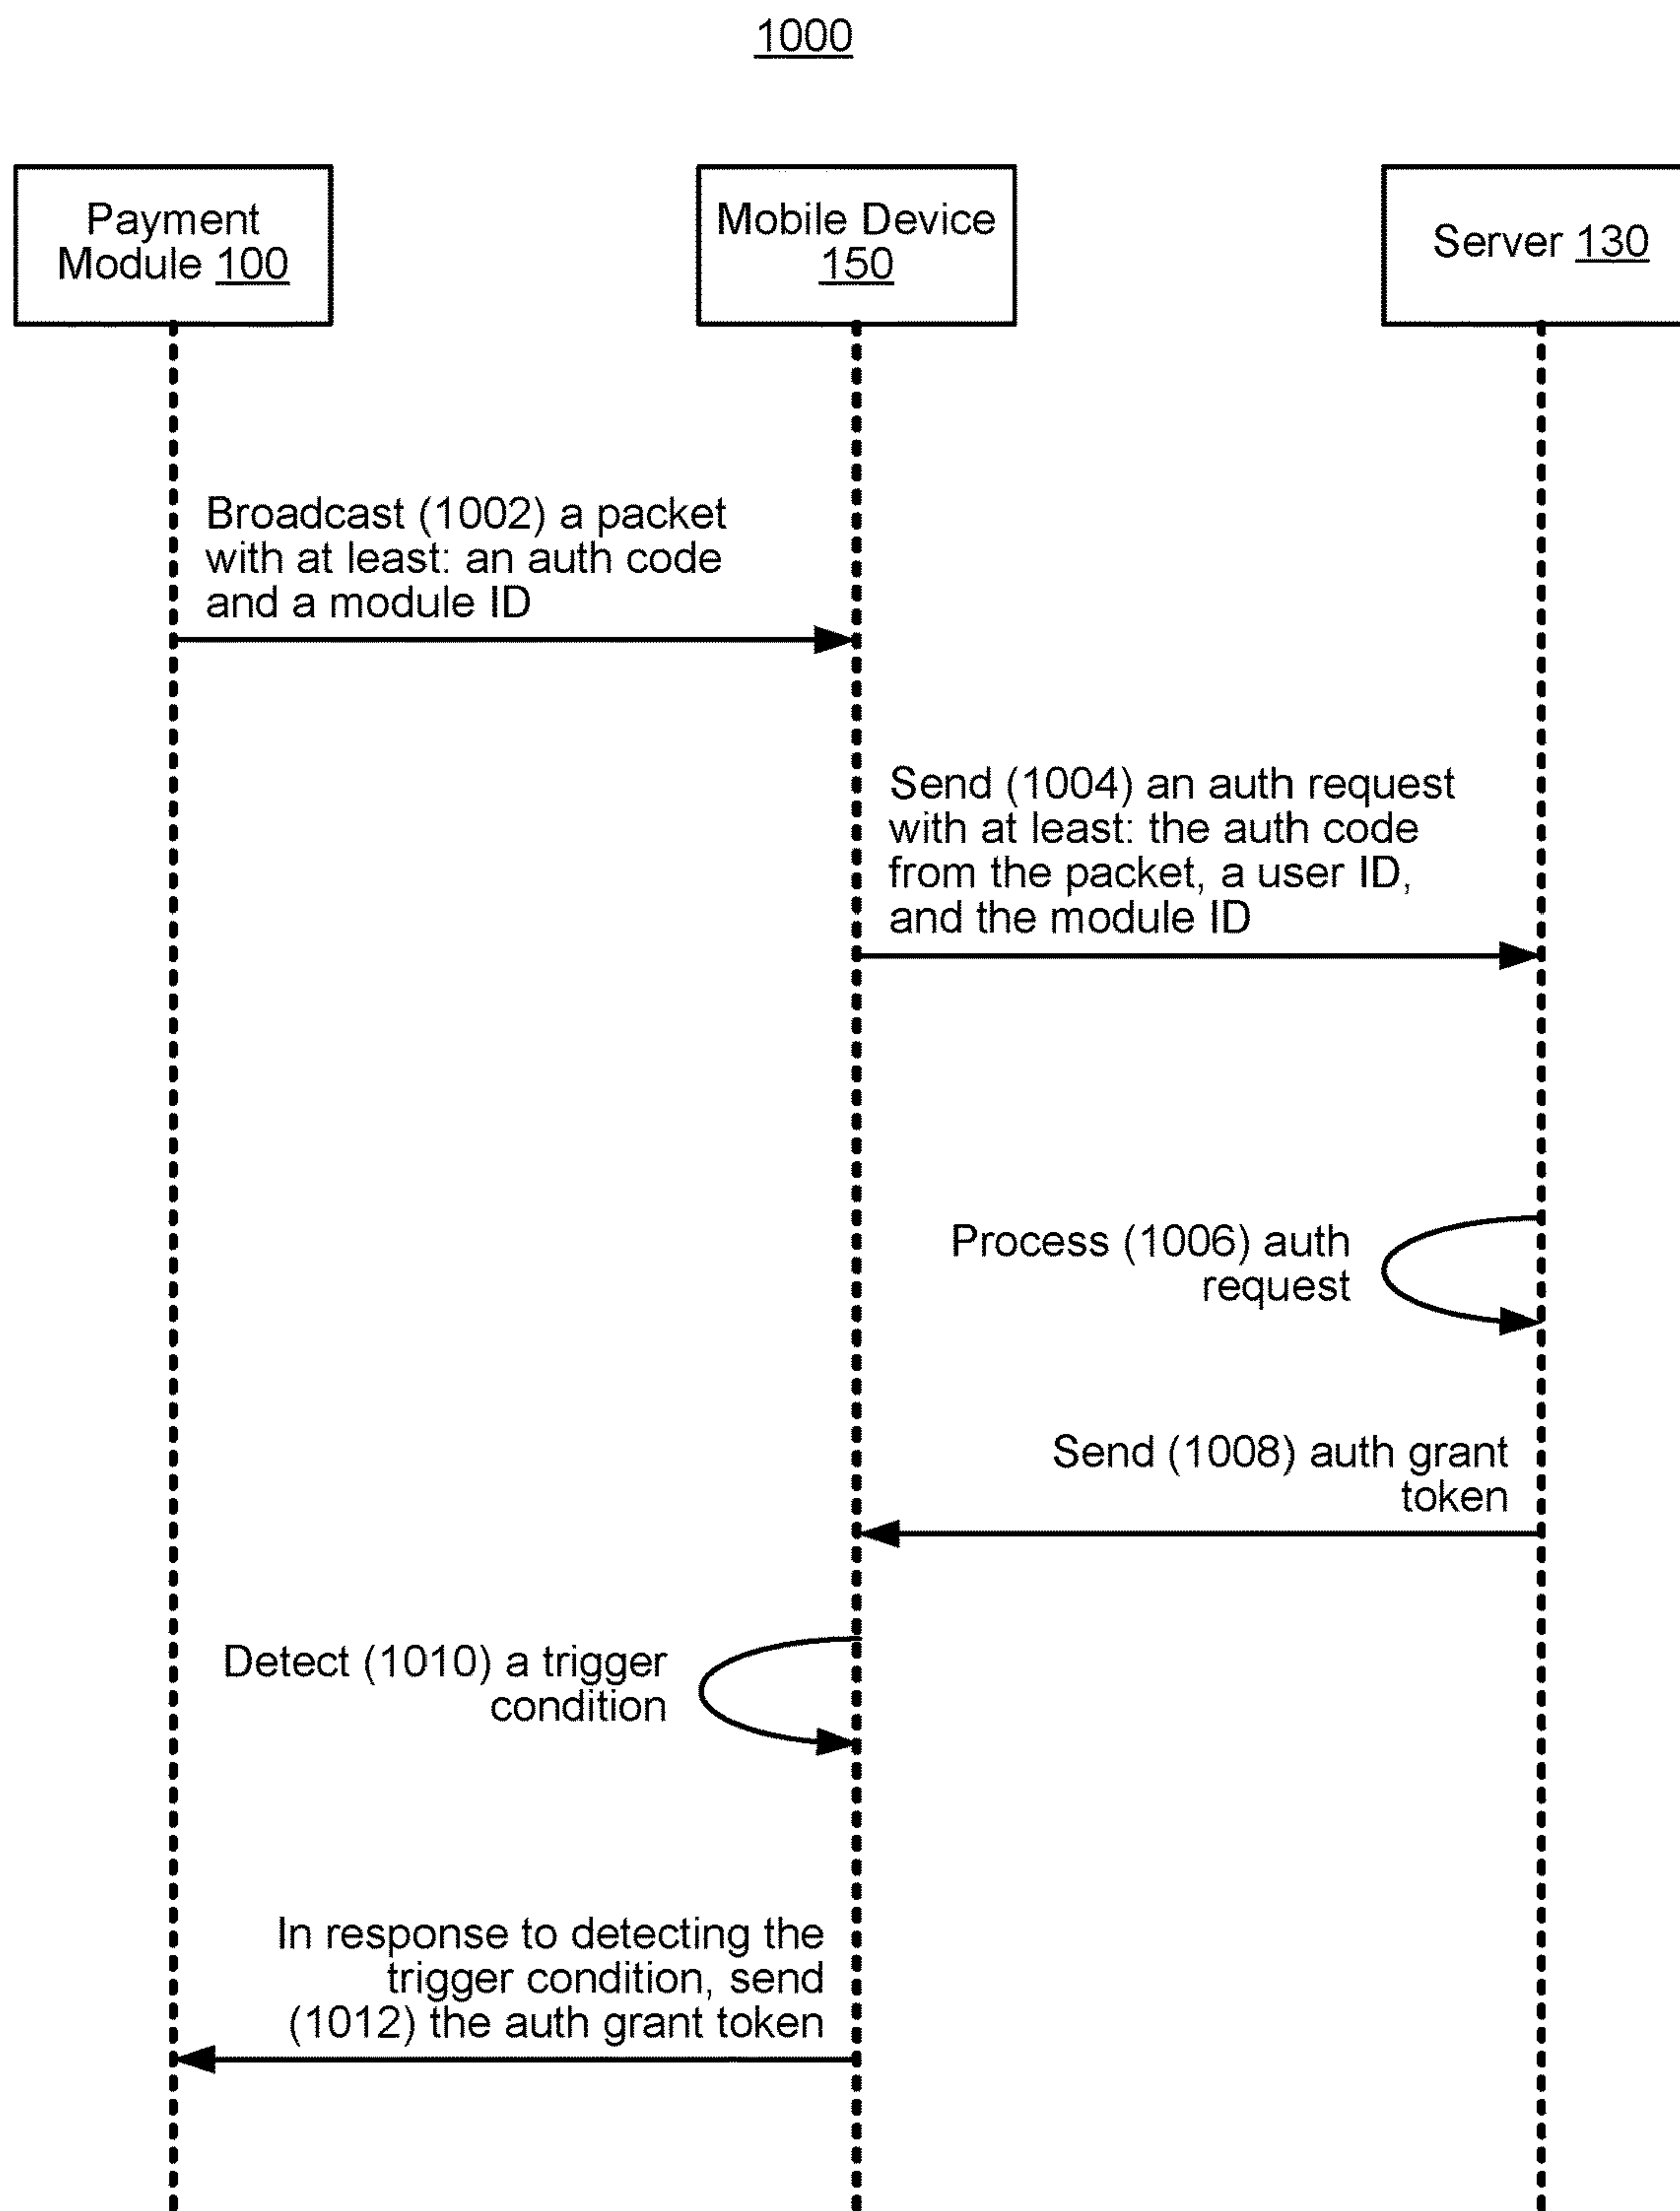 1000
Payment
Module 100
Mobile Device
150
Server 130
Broadcast (1002) a packet
with at least: an auth code
and a module ID
Send (1004) an auth request
with at least: the auth code
from the packet, a user ID,
and the module ID
Process (1006) auth
request
Send (1008) auth grant
token
Detect (1010) a trigger
condition
In response to detecting the
trigger condition, send
(1012) the auth grant token